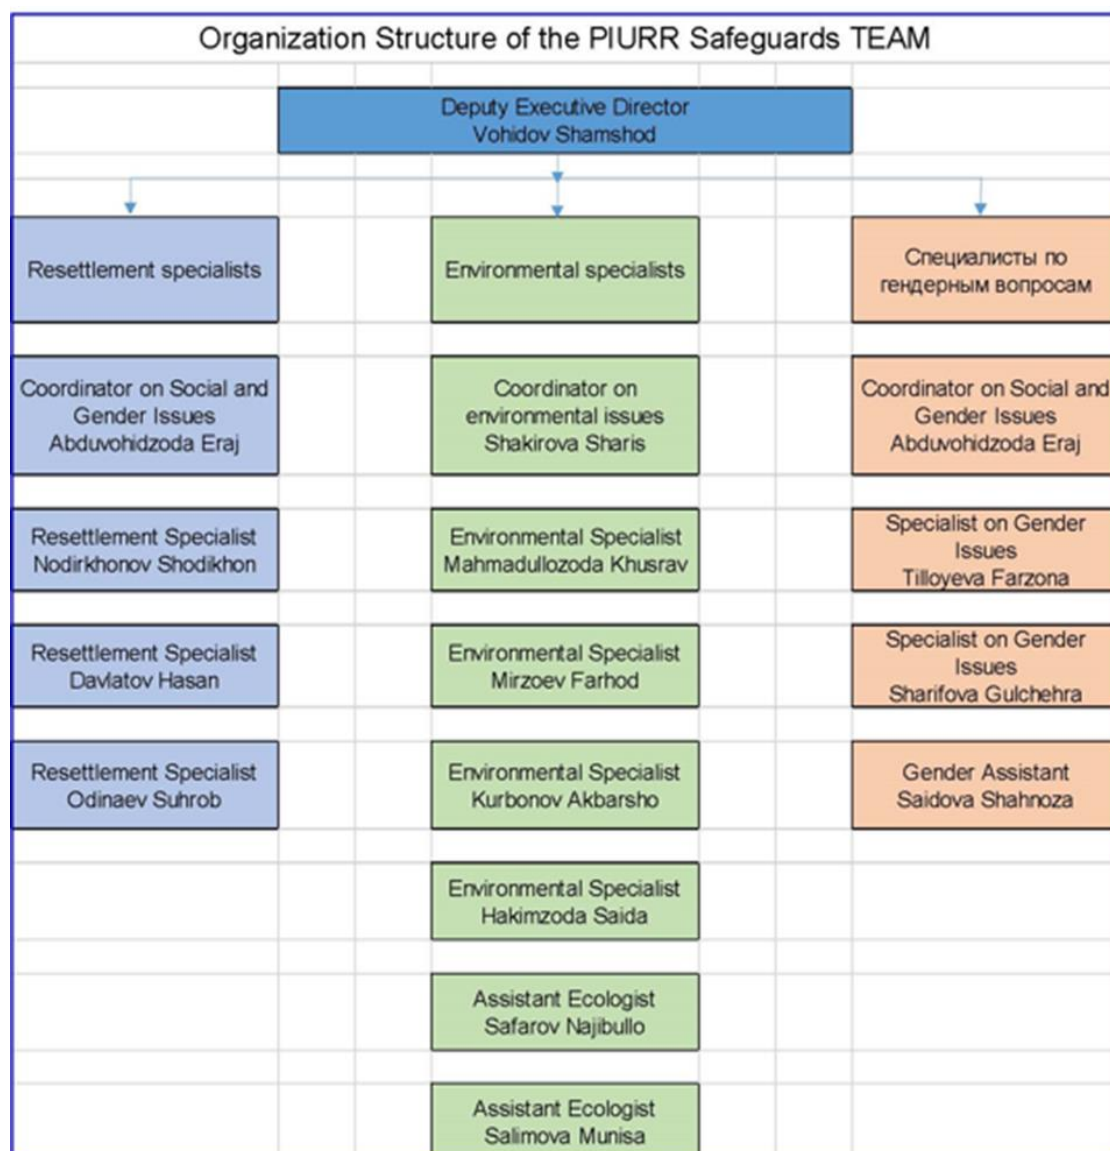 Organization Structure of the PIURR Safeguards TEAM
Deputy Executive Director
Vohidov Shamshod
Resettlement specialists
Environmental specialists
Специалисты по
гендерным вопросам
Coordinator on Social and
Gender Issues
Abduvohidzoda Eraj
Coordinator on
environmental issues
Shakirova Sharis
Coordinator on Social and
Gender Issues
Abduvohidzoda Eraj
Resettlement Specialist
Nodirkhonov Shodikhon
Environmental Specialist
Mahmadullozoda Khusrav
Specialist on Gender
Issues
Tilloyeva Farzona
Resettlement Specialist
Davlatov Hasan
Environmental Specialist
Mirzoev Farhod
Specialist on Gender
Issues
Sharifova Gulchehra
Resettlement Specialist
Odinaev Suhrob
Environmental Specialist
Kurbonov Akbarsho
Gender Assistant
Saidova Shahnoza
Environmental Specialist
Hakimzoda Saida
Assistant Ecologist
Safarov Najibullo
Assistant Ecologist
Salimova Munisa